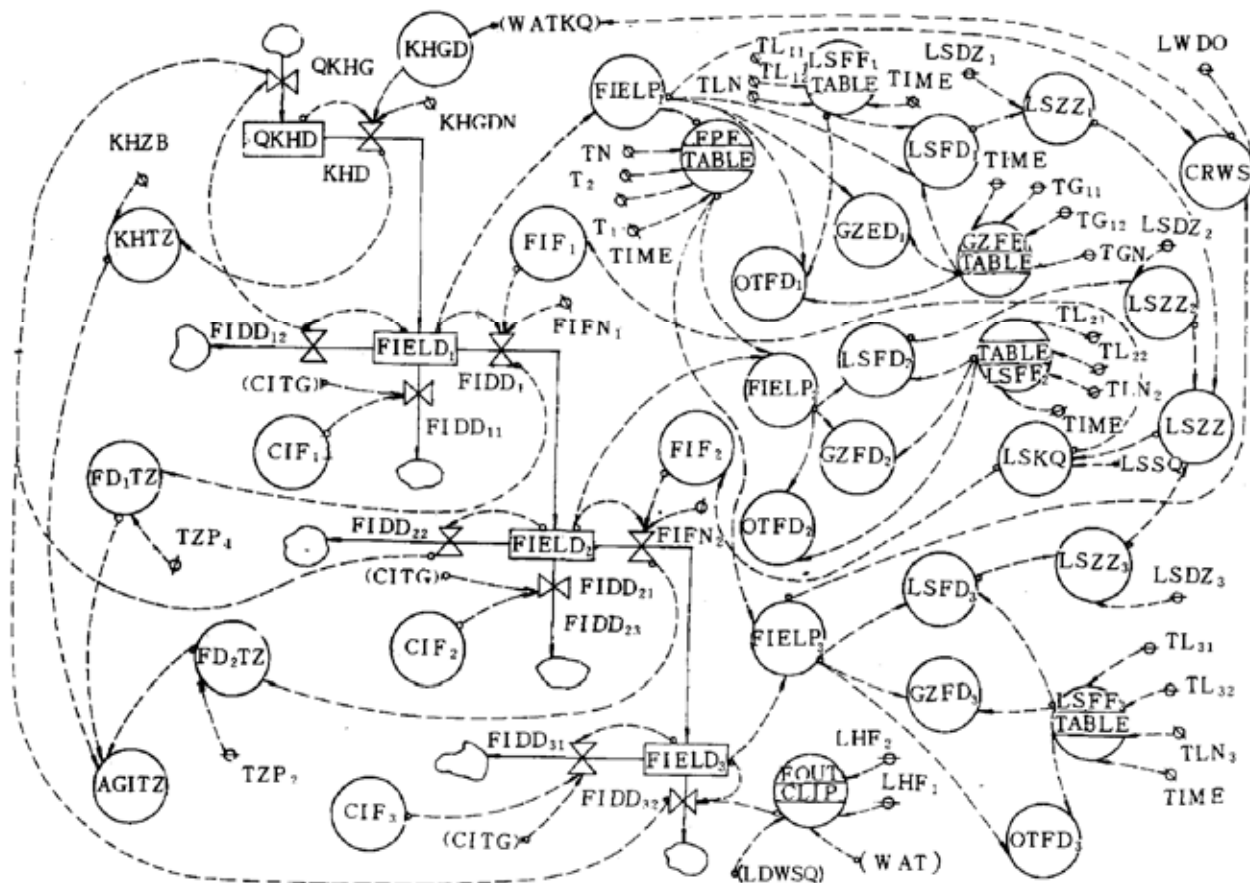 KHGD
(WATKQ)
QKHG
KHGDN
QKHD
KHD
KHZB
KHTZ
FIELP₁
TL₁₁
TL₁₂
TLN
LSFF₁
TABLE
TIME
LSDZ₁
LSZZ₁
LWDO
CRWS
FPF
TABLE
TN
T₂
T₁
TIME
LSFD₁
TIME
TG₁₁
TG₁₂
TGN
GZFE₁
TABLE
GZED₁
OTFD₁
LSDZ₂
LSZZ₂
FIF₁
FIFN₁
FIDD₁₂
FIELD₁
FIDD₁
(CITG)
FIDD₁₁
CIF₁
FIELP₂
LSFD₂
TABLE
LSFF₂
TL₂₁
TL₂₂
TLN₂
TIME
GZFD₂
OTFD₂
LSKQ
LSSQ
LSZZ
FD₁TZ
TZP₄
FIF₂
FIFN₂
FIDD₂₂
FIELD₂
(CITG)
FIDD₂₁
FIDD₂₃
CIF₂
LSZZ₃
LSDZ₃
LSFD₃
FIELP₃
GZFD₃
TL₃₁
TL₃₂
LSFF₃
TABLE
TLN₃
TIME
OTFD₃
FD₂TZ
TZP₂
AGITZ
FIDD₃₁
FIELD₃
FIDD₃₂
CIF₃
(CITG)
LHF₂
LHF₁
FOUT
CLIP
(LDWSQ)
(WAT)